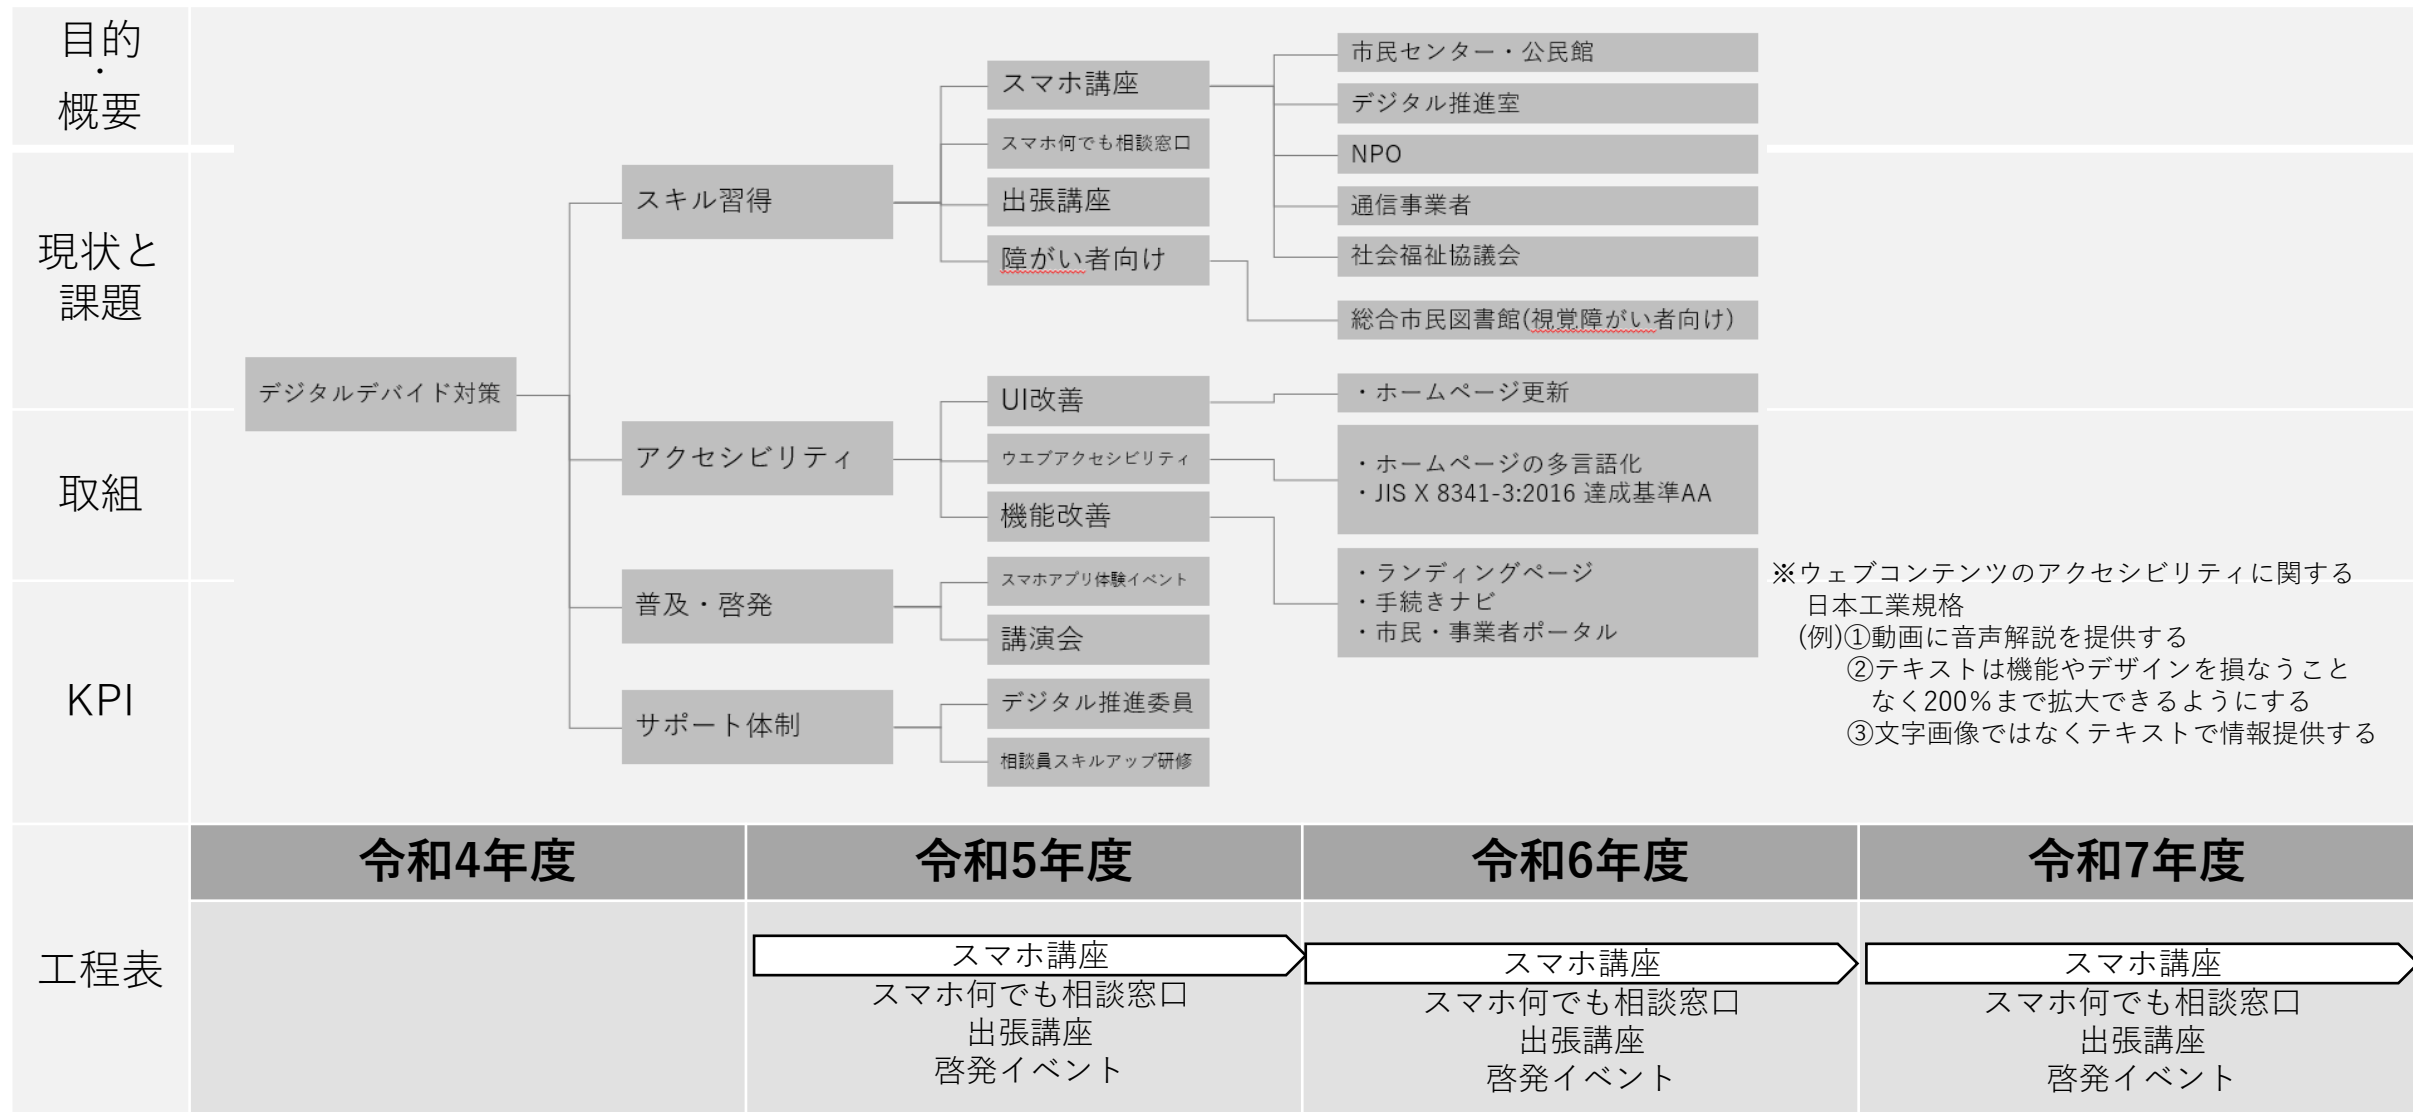 目的
・
概要
現状と
課題
取組
KPI
デジタルデバイド対策
スキル習得
アクセシビリティ
普及・啓発
サポート体制
スマホ講座
スマホ何でも相談窓口
出張講座
障がい者向け
UI改善
ウエブアクセシビリティ
機能改善
スマホアプリ体験イベント
講演会
デジタル推進委員
相談員スキルアップ研修
市民センター・公民館
デジタル推進室
NPO
通信事業者
社会福祉協議会
総合市民図書館(視覚障がい者向け)
・ホームページ更新
・ホームページの多言語化
・JIS X 8341-3:2016 達成基準AA
・ランディングページ
・手続きナビ
・市民・事業者ポータル
※ウェブコンテンツのアクセシビリティに関する
日本工業規格
(例)①動画に音声解説を提供する
②テキストは機能やデザインを損なうこと
なく200%まで拡大できるようにする
③文字画像ではなくテキストで情報提供する
工程表
令和4年度
令和5年度
令和6年度
令和7年度
スマホ講座
スマホ何でも相談窓口
出張講座
啓発イベント
スマホ講座
スマホ何でも相談窓口
出張講座
啓発イベント
スマホ講座
スマホ何でも相談窓口
出張講座
啓発イベント